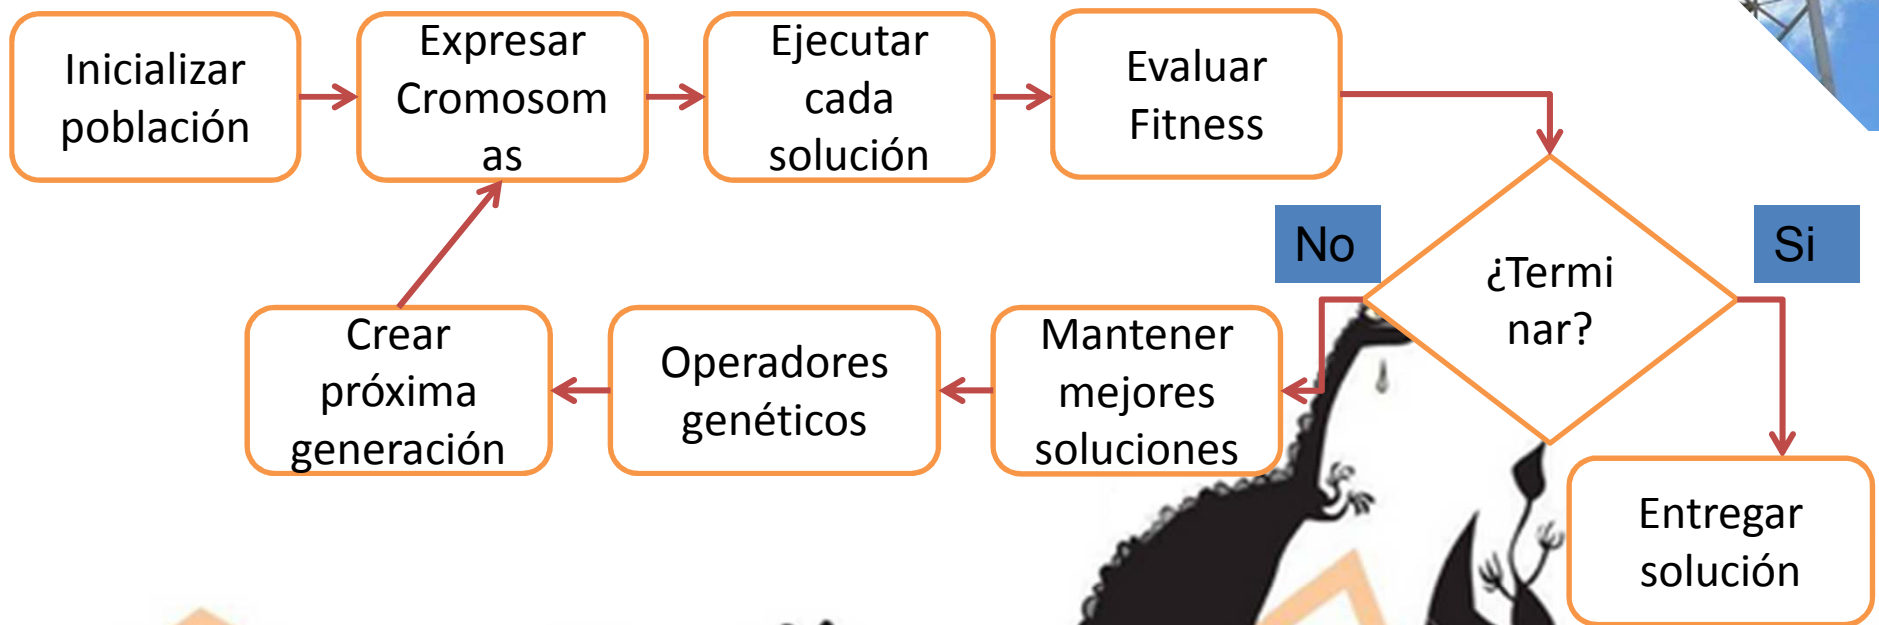 Inicializar
población
Expresar
Cromosom
as
Ejecutar
cada
solución
Evaluar
Fitness
No
¿Termi
nar?
Si
Crear
próxima
generación
Operadores
genéticos
Mantener
mejores
soluciones
Entregar
solución